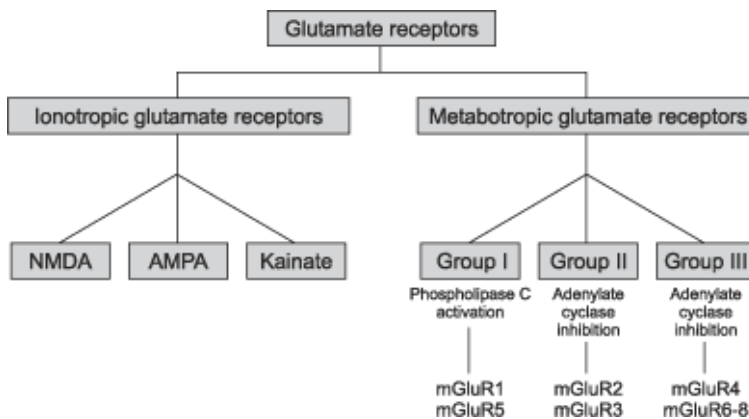 Glutamate receptors
Ionotropic glutamate receptors
Metabotropic glutamate receptors
NMDA
AMPA
Kainate
Group I
Group II
Group III
Phospholipase C
activation
Adenylate
cyclase
inhibition
Adenylate
cyclase
inhibition
mGluR1
mGluR5
mGluR2
mGluR3
mGluR4
mGluR6-8